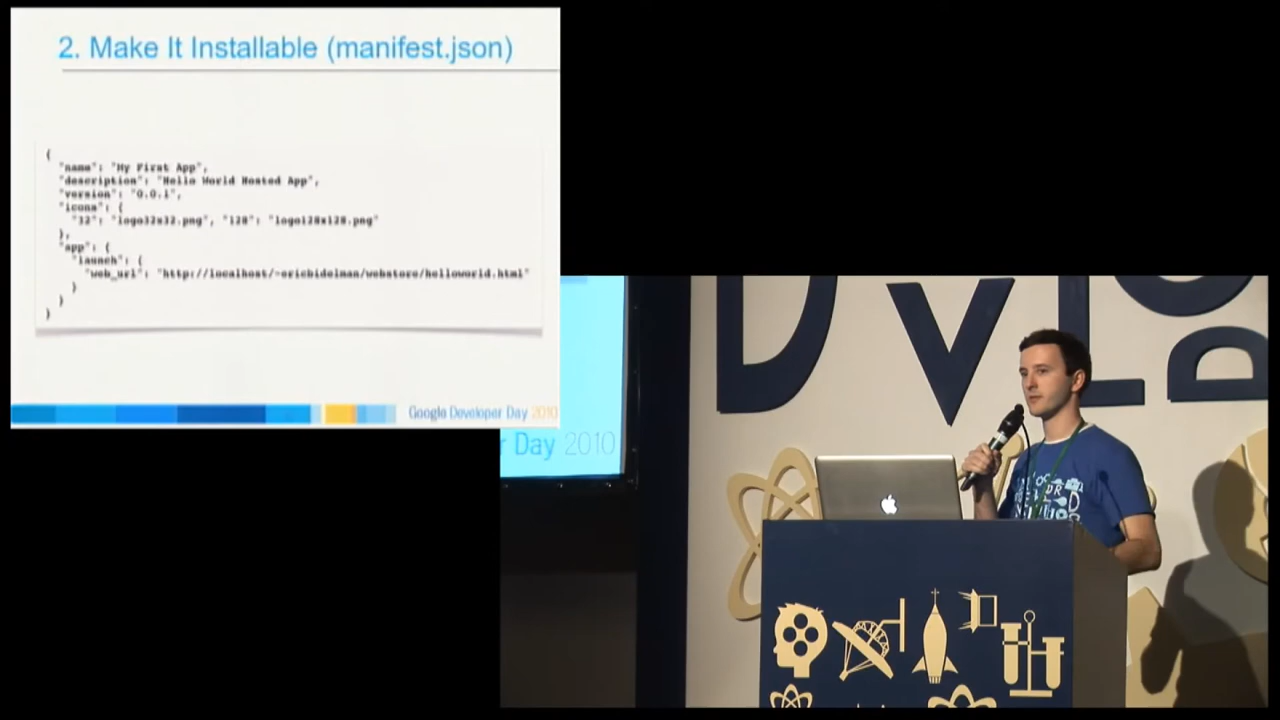 2. Make It Installable (manifest.json)
{
"name": "My First App",
"description": "Hello World Hosted App",
"version": "0.0.1",
"icons": {
"32": "logo32x32.png", "128": "logo128x128.png"
},
"app": {
"launch": {
"web_url": "http://localhost/~ericbidelman/webstore/helloworld.html"
}
}
}
Google Developer Day 2010
r Day 2010